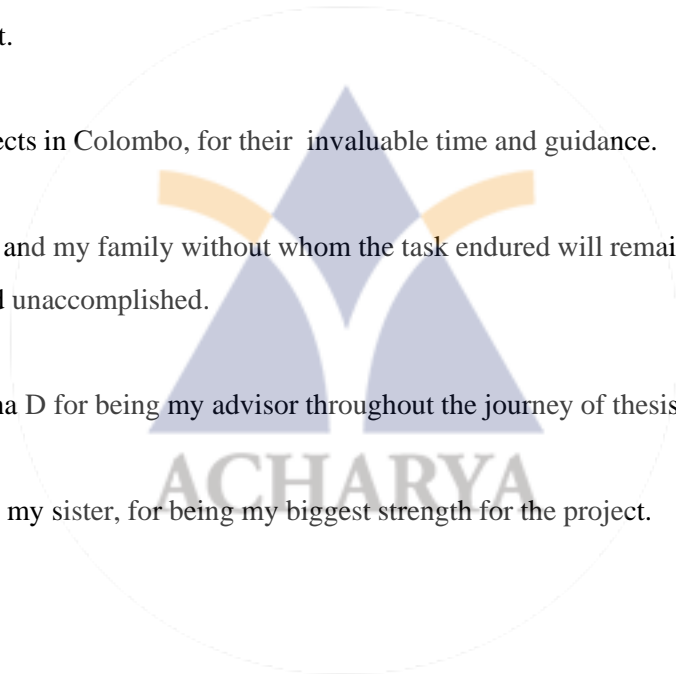 t.
ects in Colombo, for their invaluable time and guidance.
and my family without whom the task endured will remai
d unaccomplished.
na D for being my advisor throughout the journey of thesis
ACHARYA
my sister, for being my biggest strength for the project.